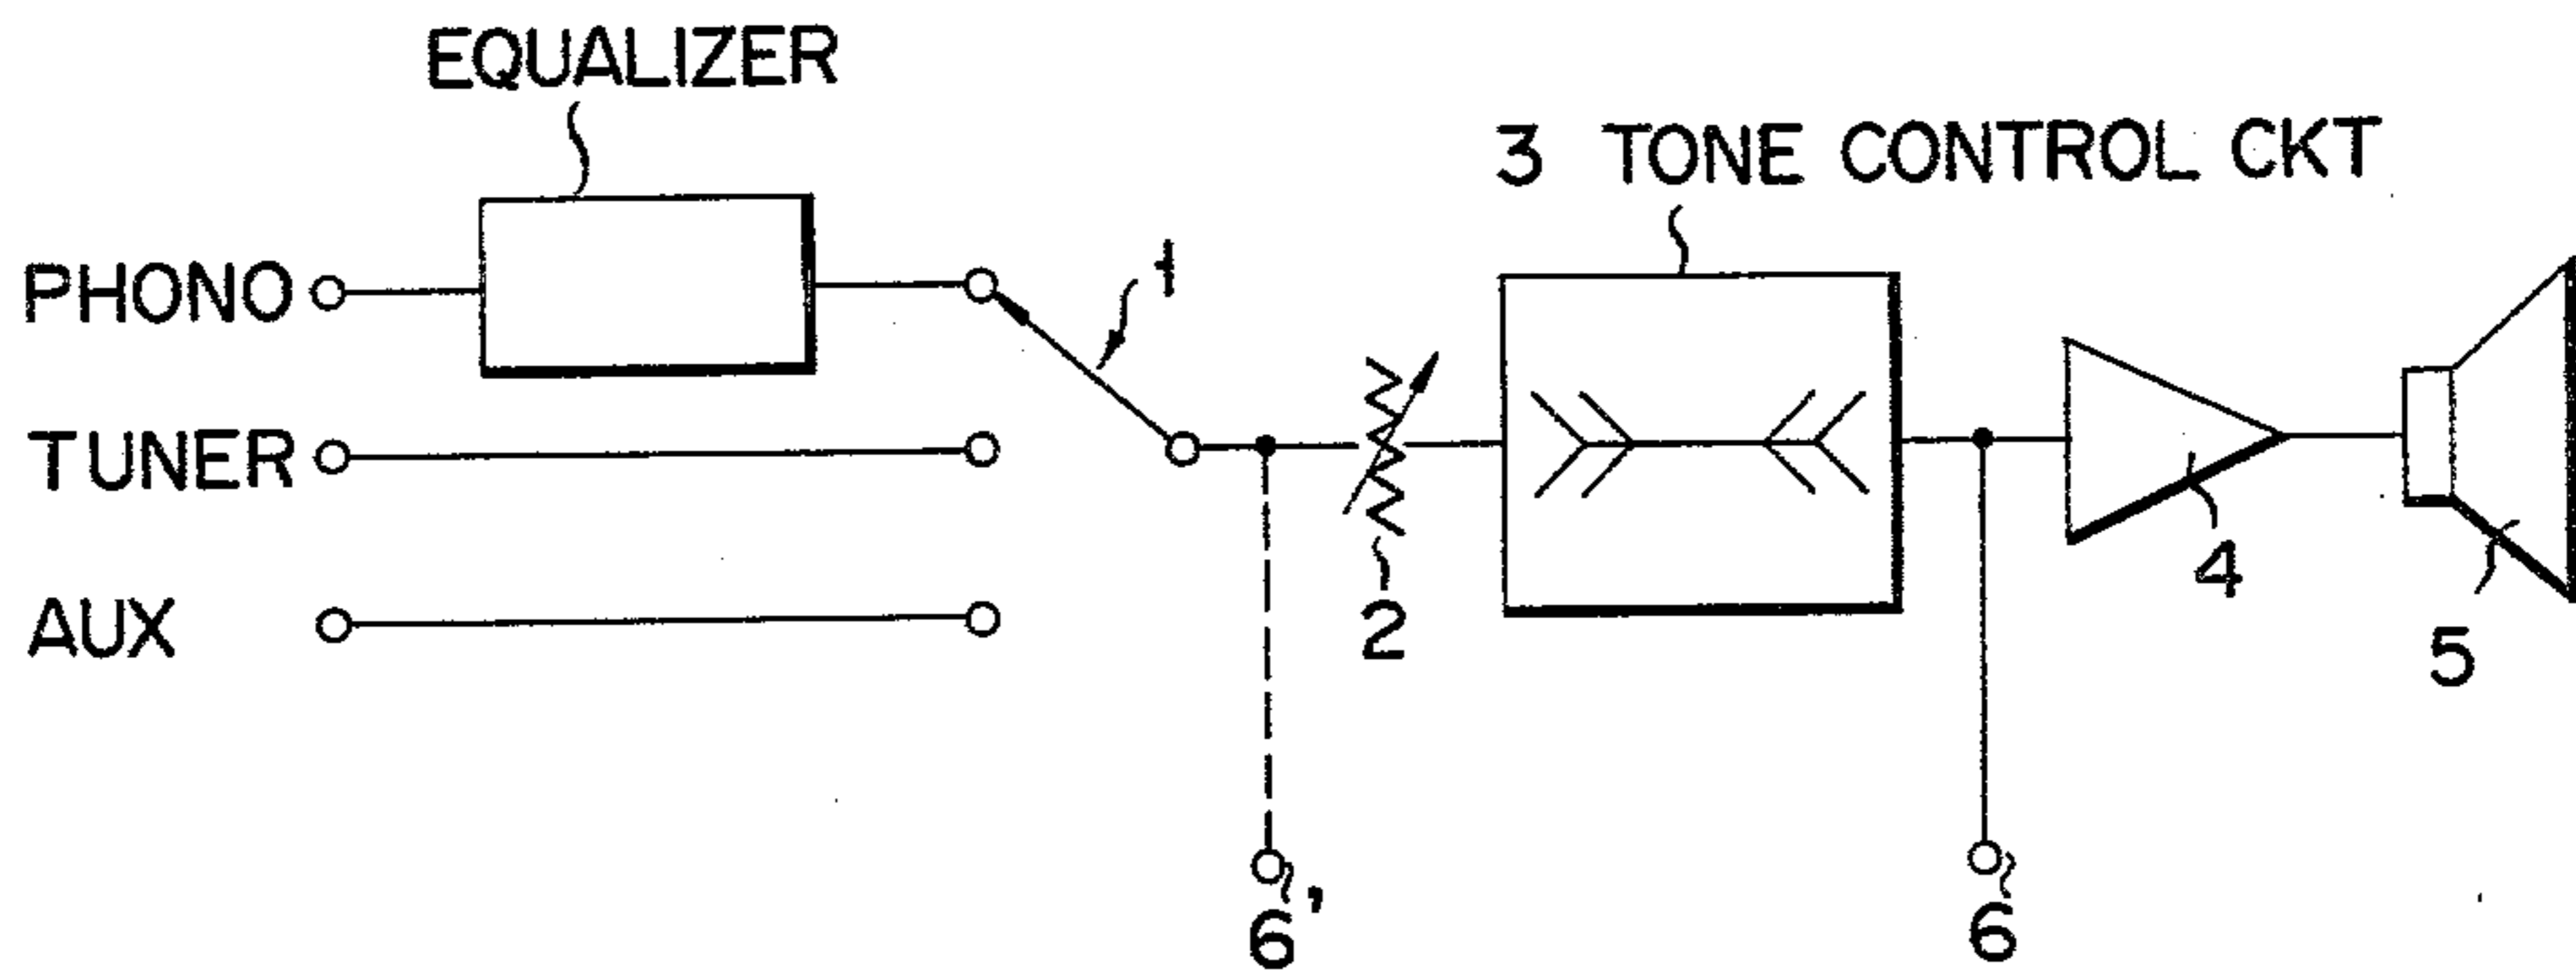 EQUALIZER
3 TONE CONTROL CKT
PHONO
1
TUNER
AUX
2
4
5
6'
6